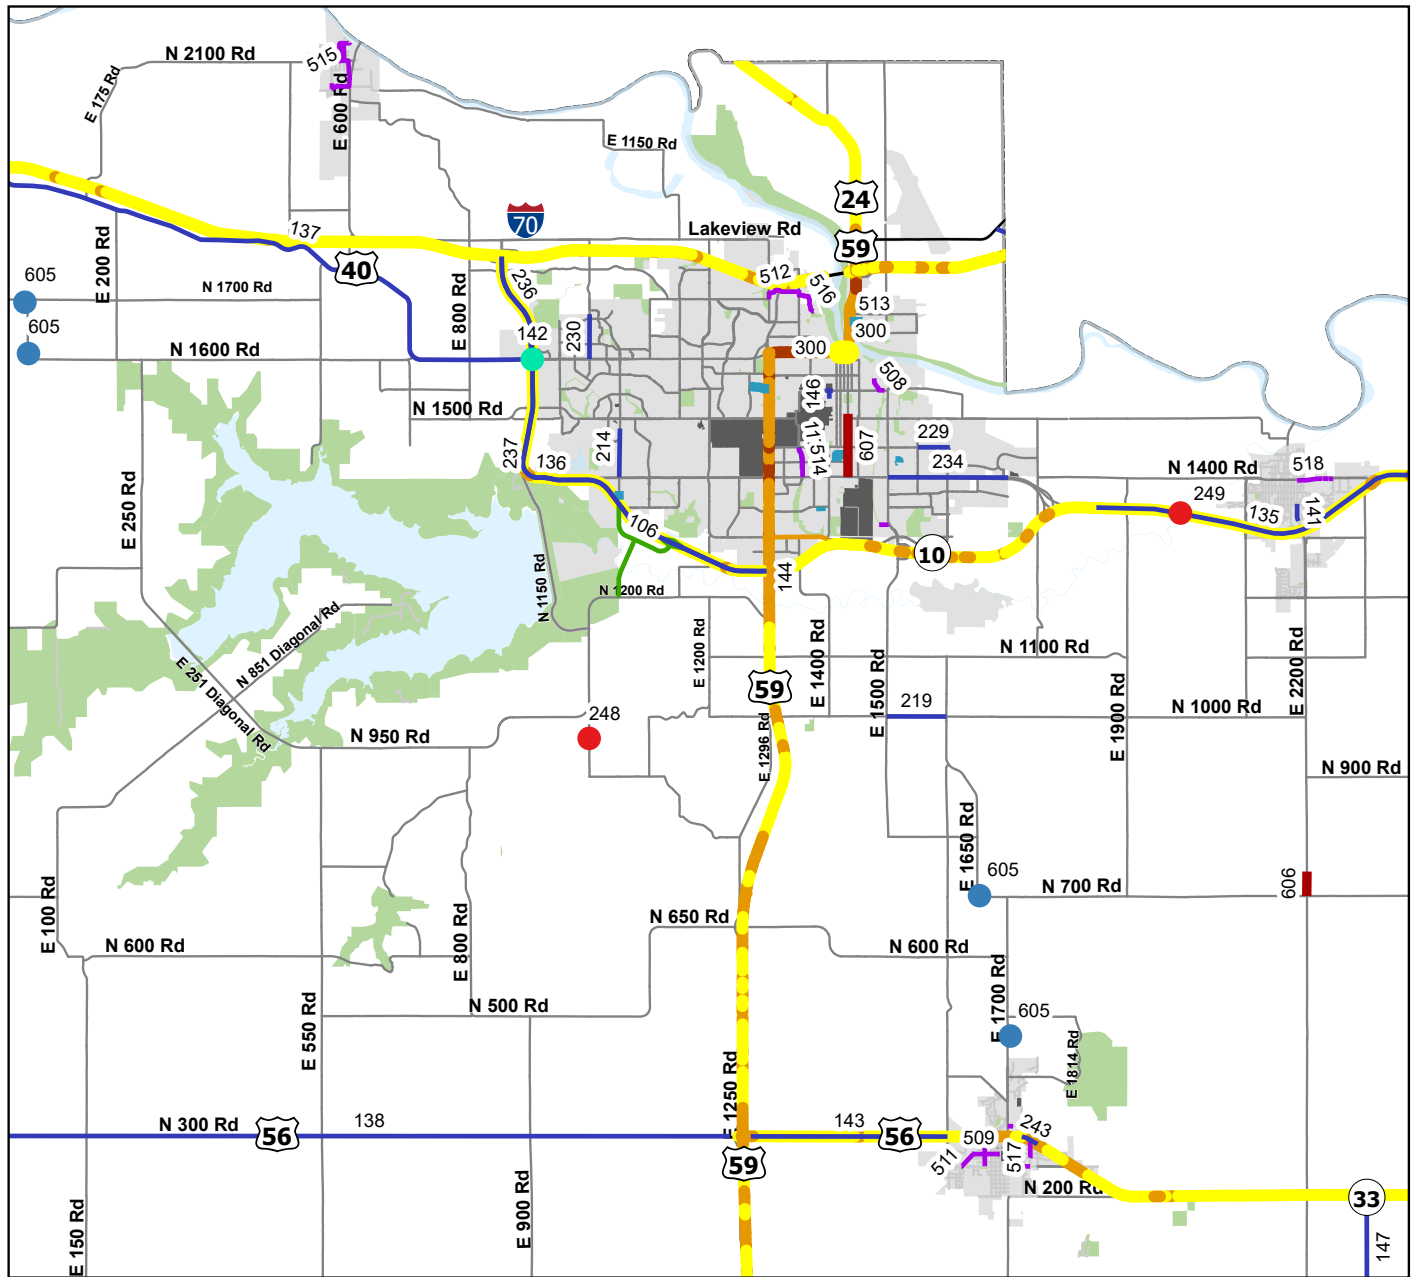 N 2100 Rd
515
E 175 Rd
E 600 Rd
E 1150 Rd
24
70
Lakeview Rd
59
137
40
605
E 200 Rd
N 1700 Rd
E 800 Rd
236
512
516
513
605
142
230
300
300
N 1600 Rd
146
508
N 1500 Rd
214
514
607
229
237
136
234
N 1400 Rd
518
E 250 Rd
249
135
141
106
10
N 1150 Rd
N 1200 Rd
144
N 851 Diagonal Rd
E 251 Diagonal Rd
E 1200 Rd
E 1400 Rd
N 1100 Rd
E 1500 Rd
E 1900 Rd
E 2200 Rd
59
219
N 1000 Rd
248
N 950 Rd
E 1296 Rd
N 900 Rd
E 1650 Rd
605
N 700 Rd
606
E 100 Rd
N 650 Rd
N 600 Rd
E 800 Rd
N 600 Rd
N 500 Rd
E 550 Rd
E 1700 Rd
605
E 1814 Rd
E 1250 Rd
N 300 Rd
56
138
143
56
509
243
511
517
59
N 200 Rd
33
E 150 Rd
E 900 Rd
147